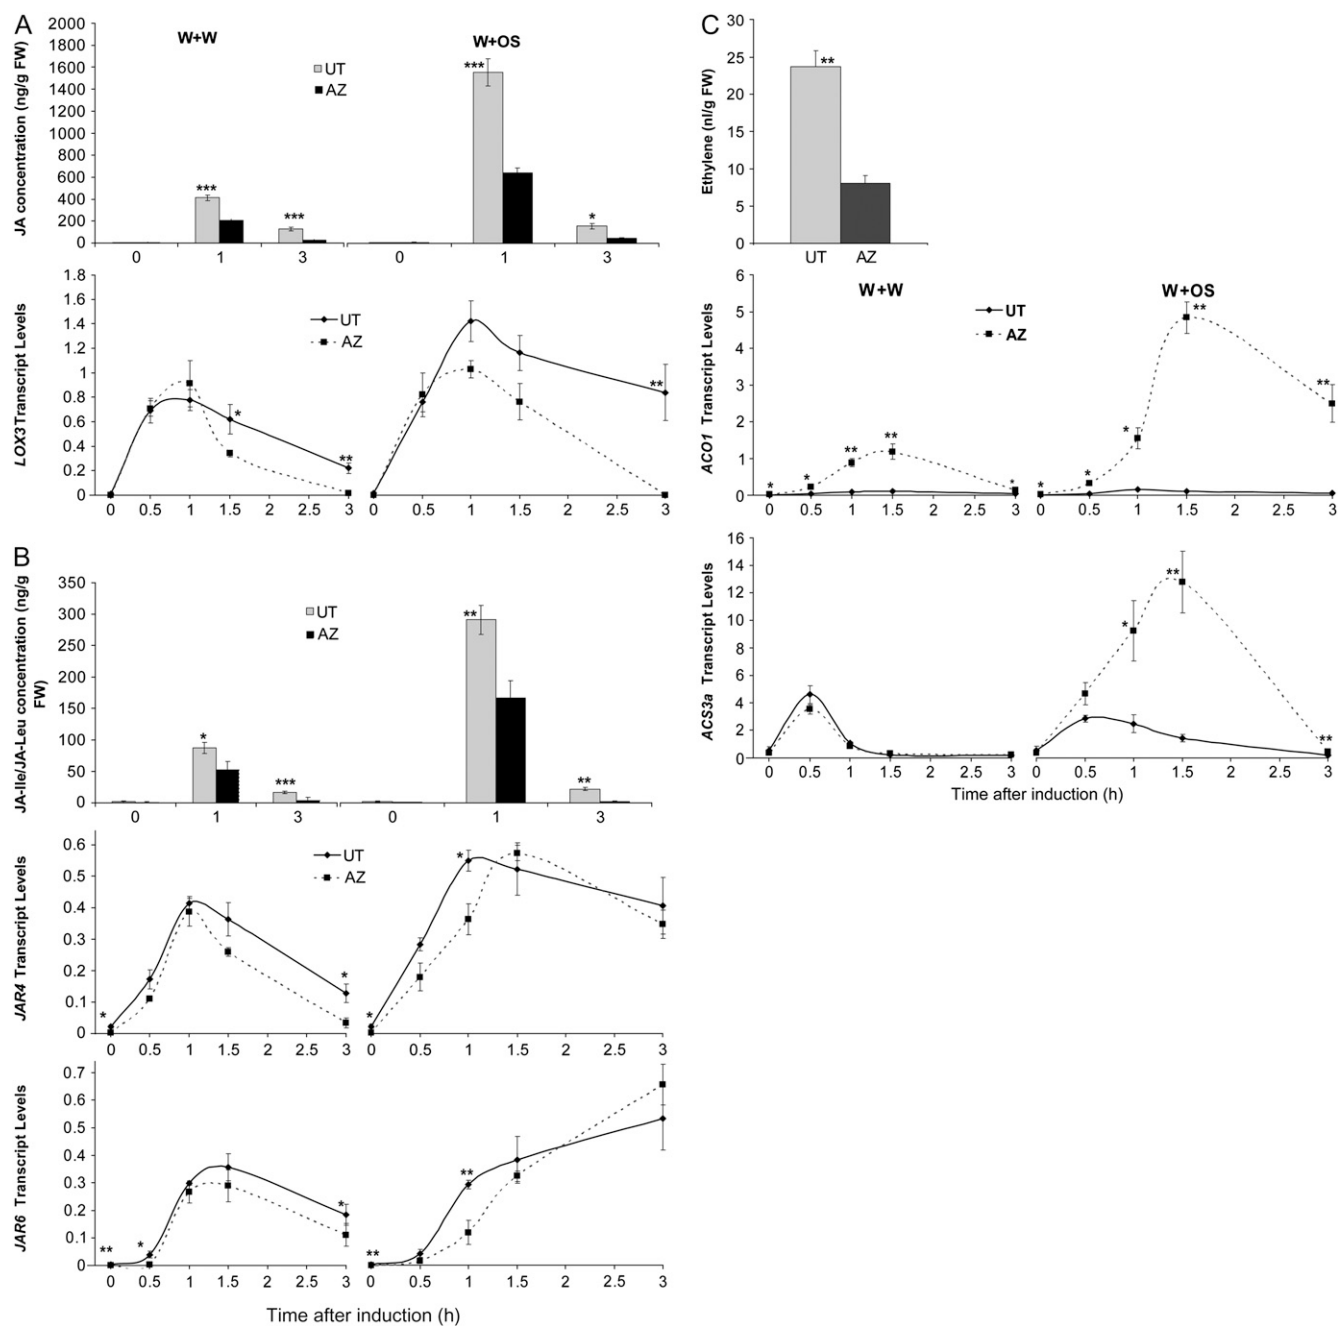 A
W+W
W+OS
JA concentration (ng/g FW)
2000
1800
1600
1400
1200
1000
800
600
400
200
0
UT
AZ
***
***
***
*
0 1 3 0 1 3
LOX3 Transcript Levels
1.8
1.6
1.4
1.2
1
0.8
0.6
0.4
0.2
0
UT
AZ
*
**
**
0 0.5 1 1.5 2 2.5 3 0 0.5 1 1.5 2 2.5 3
B
JA-Ile/JA-Leu concentration (ng/g
FW)
350
300
250
200
150
100
50
0
UT
AZ
*
***
**
**
0 1 3 0 1 3
JAR4 Transcript Levels
0.6
0.5
0.4
0.3
0.2
0.1
0
UT
AZ
*
*
*
*
0 0.5 1 1.5 2 2.5 3 0 0.5 1 1.5 2 2.5 3
JAR6 Transcript Levels
0.7
0.6
0.5
0.4
0.3
0.2
0.1
0
**
*
*
**
**
0 0.5 1 1.5 2 2.5 3 0 0.5 1 1.5 2 2.5 3
Time after induction (h)
C
Ethylene (nl/g FW)
30
25
20
15
10
5
0
**
UT AZ
W+W
W+OS
ACO1 Transcript Levels
6
5
4
3
2
1
0
UT
AZ
*
*
**
**
*
*
*
*
**
**
0 0.5 1 1.5 2 2.5 3 0 0.5 1 1.5 2 2.5 3
ACS3a Transcript Levels
16
14
12
10
8
6
4
2
0
*
**
**
0 0.5 1 1.5 2 2.5 3 0 0.5 1 1.5 2 2.5 3
Time after induction (h)